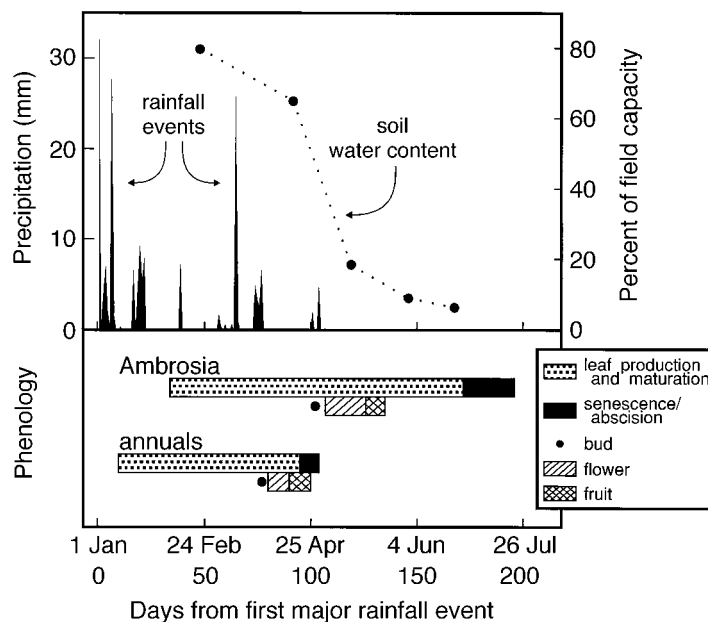 Precipitation (mm)
30
20
10
0
rainfall
events
soil
water content
80
60
40
20
0
Percent of field capacity
Phenology
Ambrosia
annuals
leaf production
and maturation
senescence/
abscision
bud
flower
fruit
1 Jan 24 Feb 25 Apr 4 Jun 26 Jul
0 50 100 150 200
Days from first major rainfall event